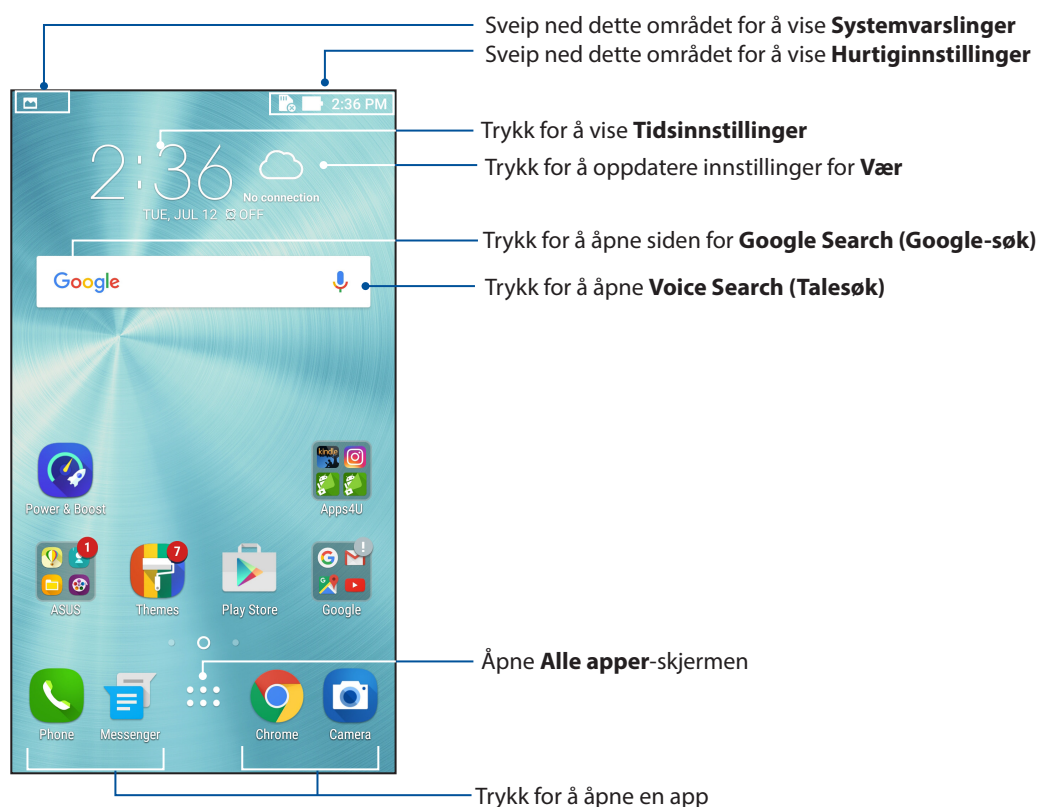 Sveip ned dette området for å vise Systemvarslinger
Sveip ned dette området for å vise Hurtiginnstillinger
2:36 PM
Trykk for å vise Tidsinnstillinger
2:36
Trykk for å oppdatere innstillinger for Vær
No connection
TUE, JUL 12 OFF
Trykk for å åpne siden for Google Search (Google-søk)
Google
Trykk for å åpne Voice Search (Talesøk)
kindle
Power & Boost
Apps4U
1
7
!
G
ASUS
Themes
Play Store
Google
Åpne Alle apper-skjermen
Phone
Messenger
Chrome
Camera
Trykk for å åpne en app